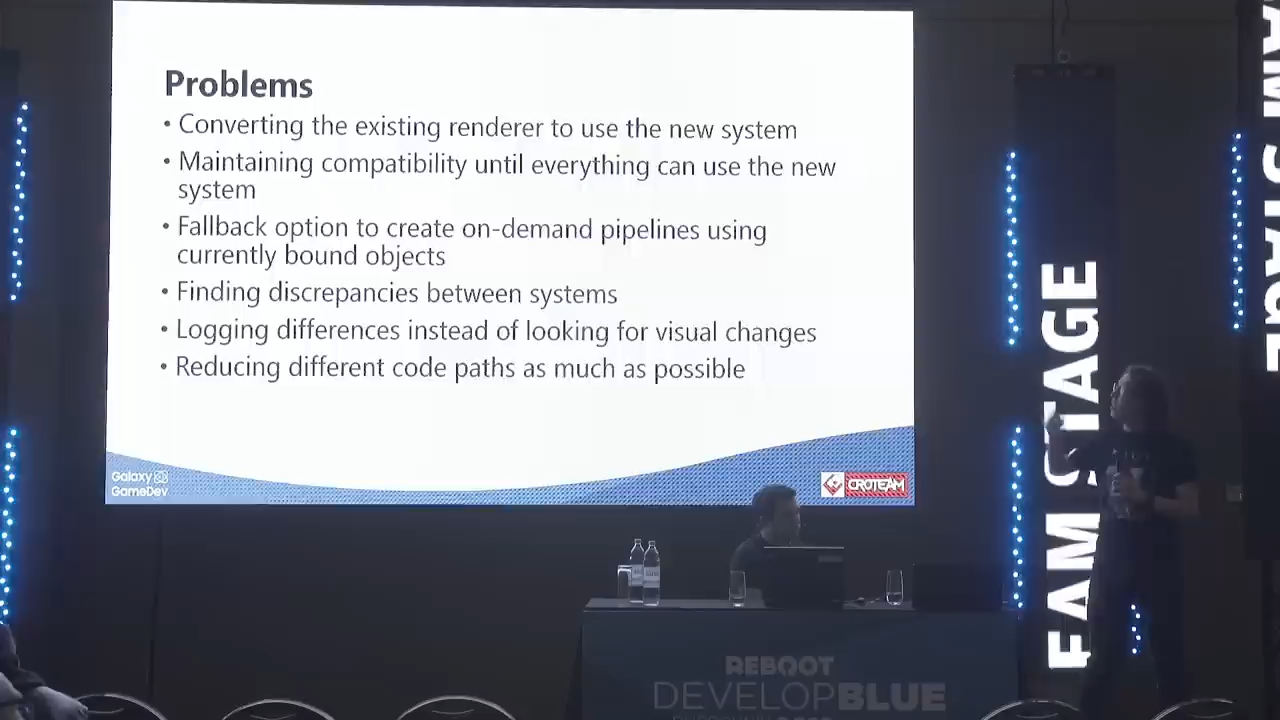 Problems
• Converting the existing renderer to use the new system
• Maintaining compatibility until everything can use the new
system
• Fallback option to create on-demand pipelines using
currently bound objects
• Finding discrepancies between systems
• Logging differences instead of looking for visual changes
• Reducing different code paths as much as possible
Galaxy
GameDev
CROTEAM
REBOOT
DEVELOPBLUE
STAGE